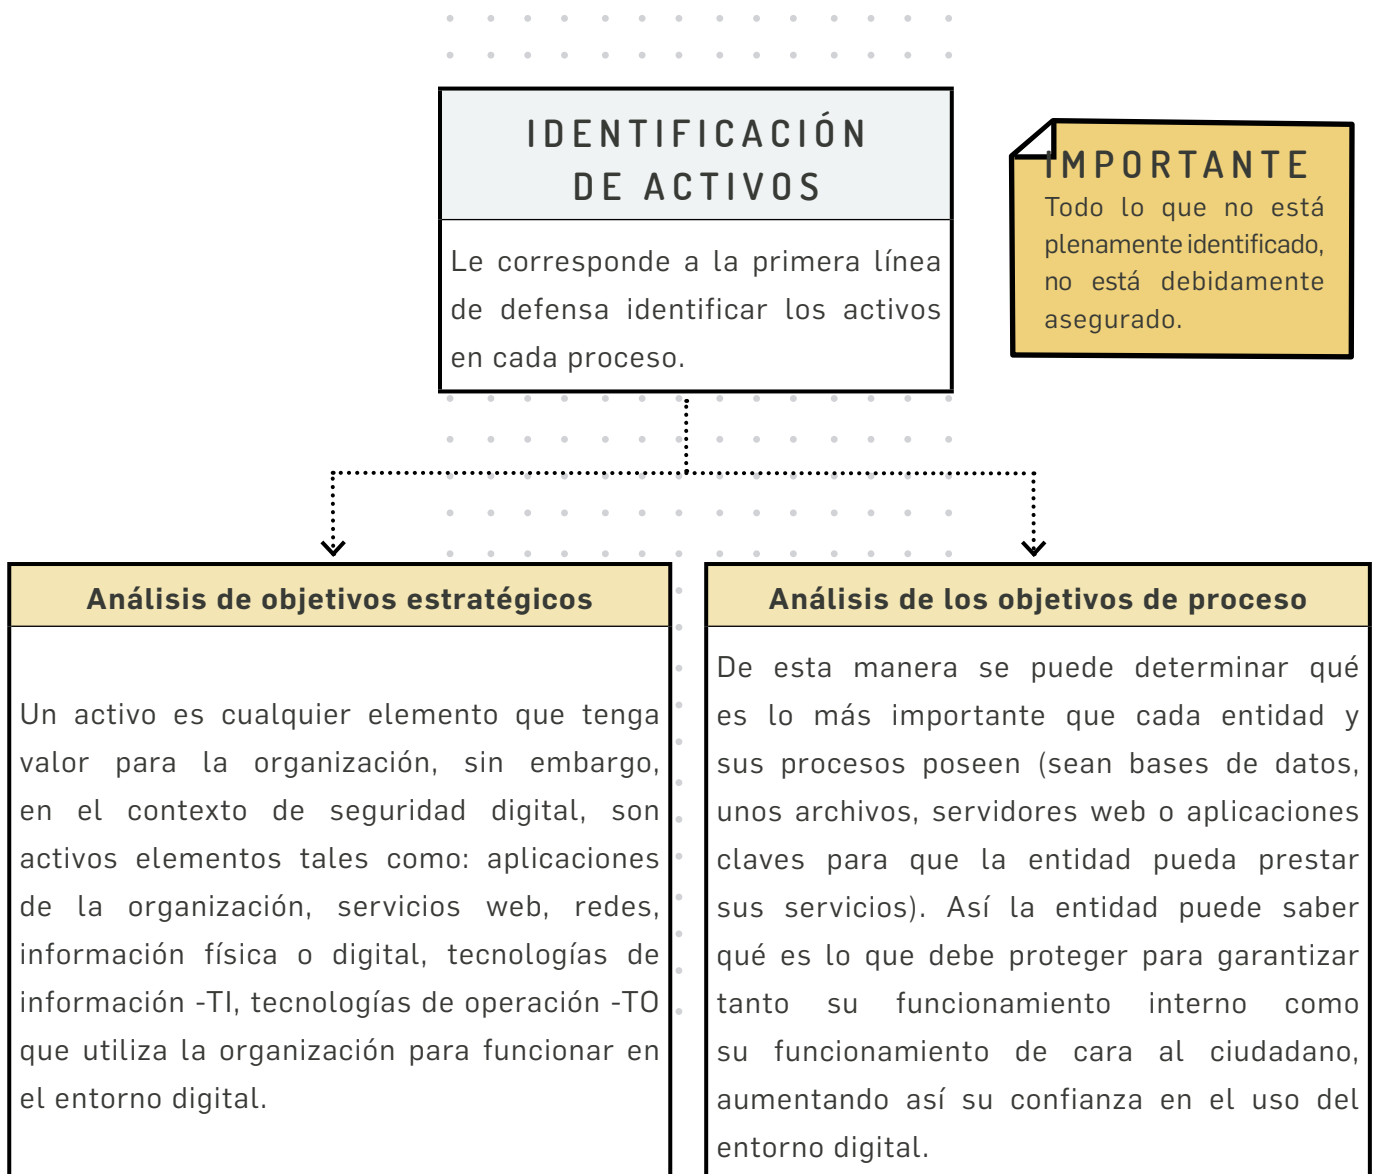 IDENTIFICACIÓN
DE ACTIVOS
Le corresponde a la primera línea
de defensa identificar los activos
en cada proceso.
IMPORTANTE
Todo lo que no está
plenamente identificado,
no está debidamente
asegurado.
Análisis de objetivos estratégicos
Un activo es cualquier elemento que tenga
valor para la organización, sin embargo,
en el contexto de seguridad digital, son
activos elementos tales como: aplicaciones
de la organización, servicios web, redes,
información física o digital, tecnologías de
información -TI, tecnologías de operación -TO
que utiliza la organización para funcionar en
el entorno digital.
Análisis de los objetivos de proceso
De esta manera se puede determinar qué
es lo más importante que cada entidad y
sus procesos poseen (sean bases de datos,
unos archivos, servidores web o aplicaciones
claves para que la entidad pueda prestar
sus servicios). Así la entidad puede saber
qué es lo que debe proteger para garantizar
tanto su funcionamiento interno como
su funcionamiento de cara al ciudadano,
aumentando así su confianza en el uso del
entorno digital.